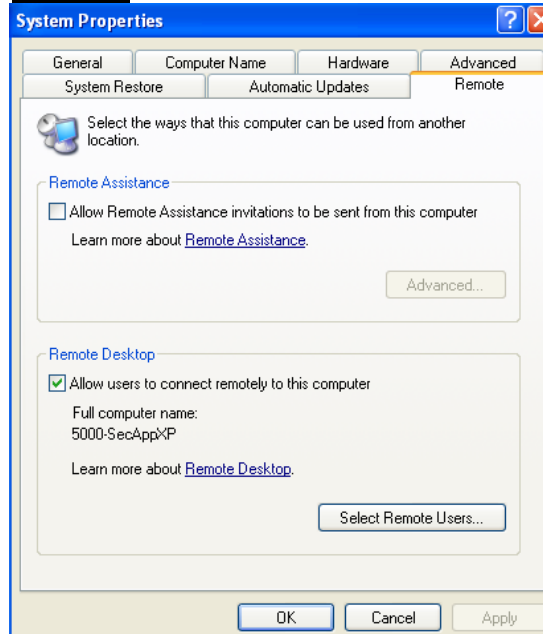 System Properties
General Computer Name Hardware Advanced
System Restore Automatic Updates Remote
Select the ways that this computer can be used from another
location.
Remote Assistance
Allow Remote Assistance invitations to be sent from this computer
Learn more about Remote Assistance.
Advanced...
Remote Desktop
Allow users to connect remotely to this computer
Full computer name:
5000-SecAppXP
Learn more about Remote Desktop.
Select Remote Users...
OK Cancel Apply